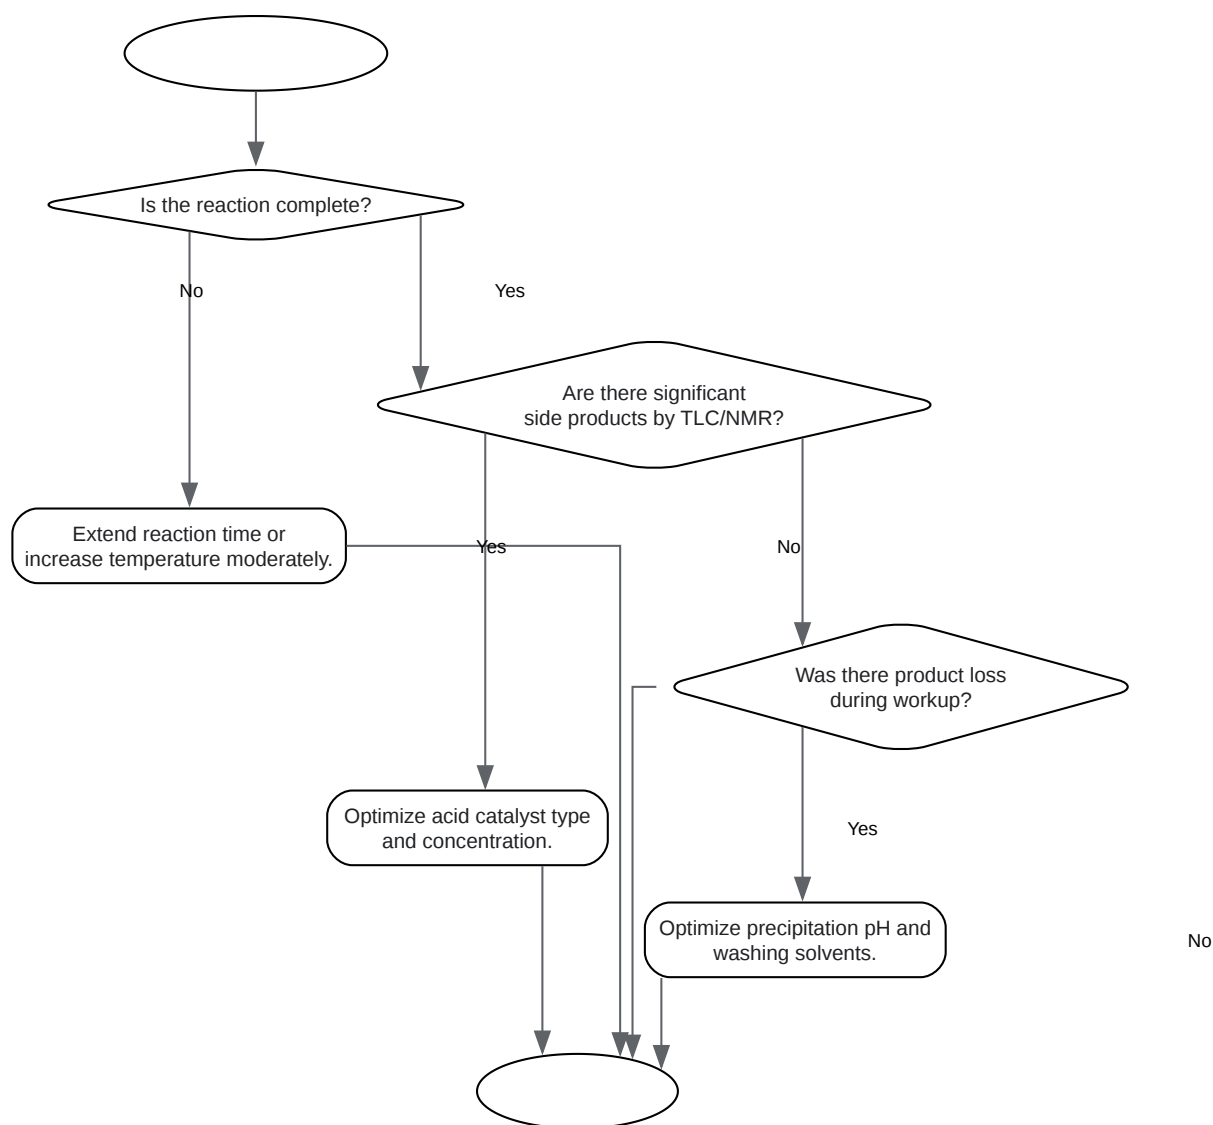 Is the reaction complete?
No
Yes
Are there significant
side products by TLC/NMR?
Extend reaction time or
increase temperature moderately.
Yes
No
Was there product loss
during workup?
Optimize acid catalyst type
and concentration.
Yes
Optimize precipitation pH and
washing solvents.
No